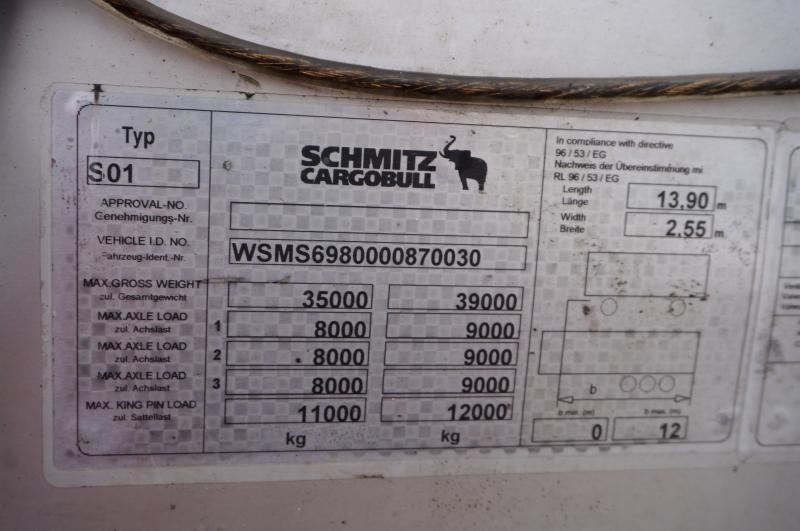 Typ
S01
SCHMITZ
CARGOBULL
APPROVAL-NO.
Genehmigungs-Nr.
VEHICLE I.D. NO. WSMS6980000870030
Fahrzeug-Ident.-Nr.
MAX.GROSS WEIGHT 35000 39000
zul. Gesamtgewicht
MAX.AXLE LOAD 1 8000 9000
zul. Achslast
MAX.AXLE LOAD 2 8000 9000
zul. Achslast
MAX.AXLE LOAD 3 8000 9000
zul. Achslast
MAX. KING PIN LOAD 11000 12000
zul. Sattellast
kg kg
In compliance with directive
96 / 53 / EG
Nachweis der Übereinstimmung mi
RL 96 / 53 / EG
Length
Länge 13,90 m
Width
Breite 2,55 m
b
b min. (m) b max. (m)
0 12